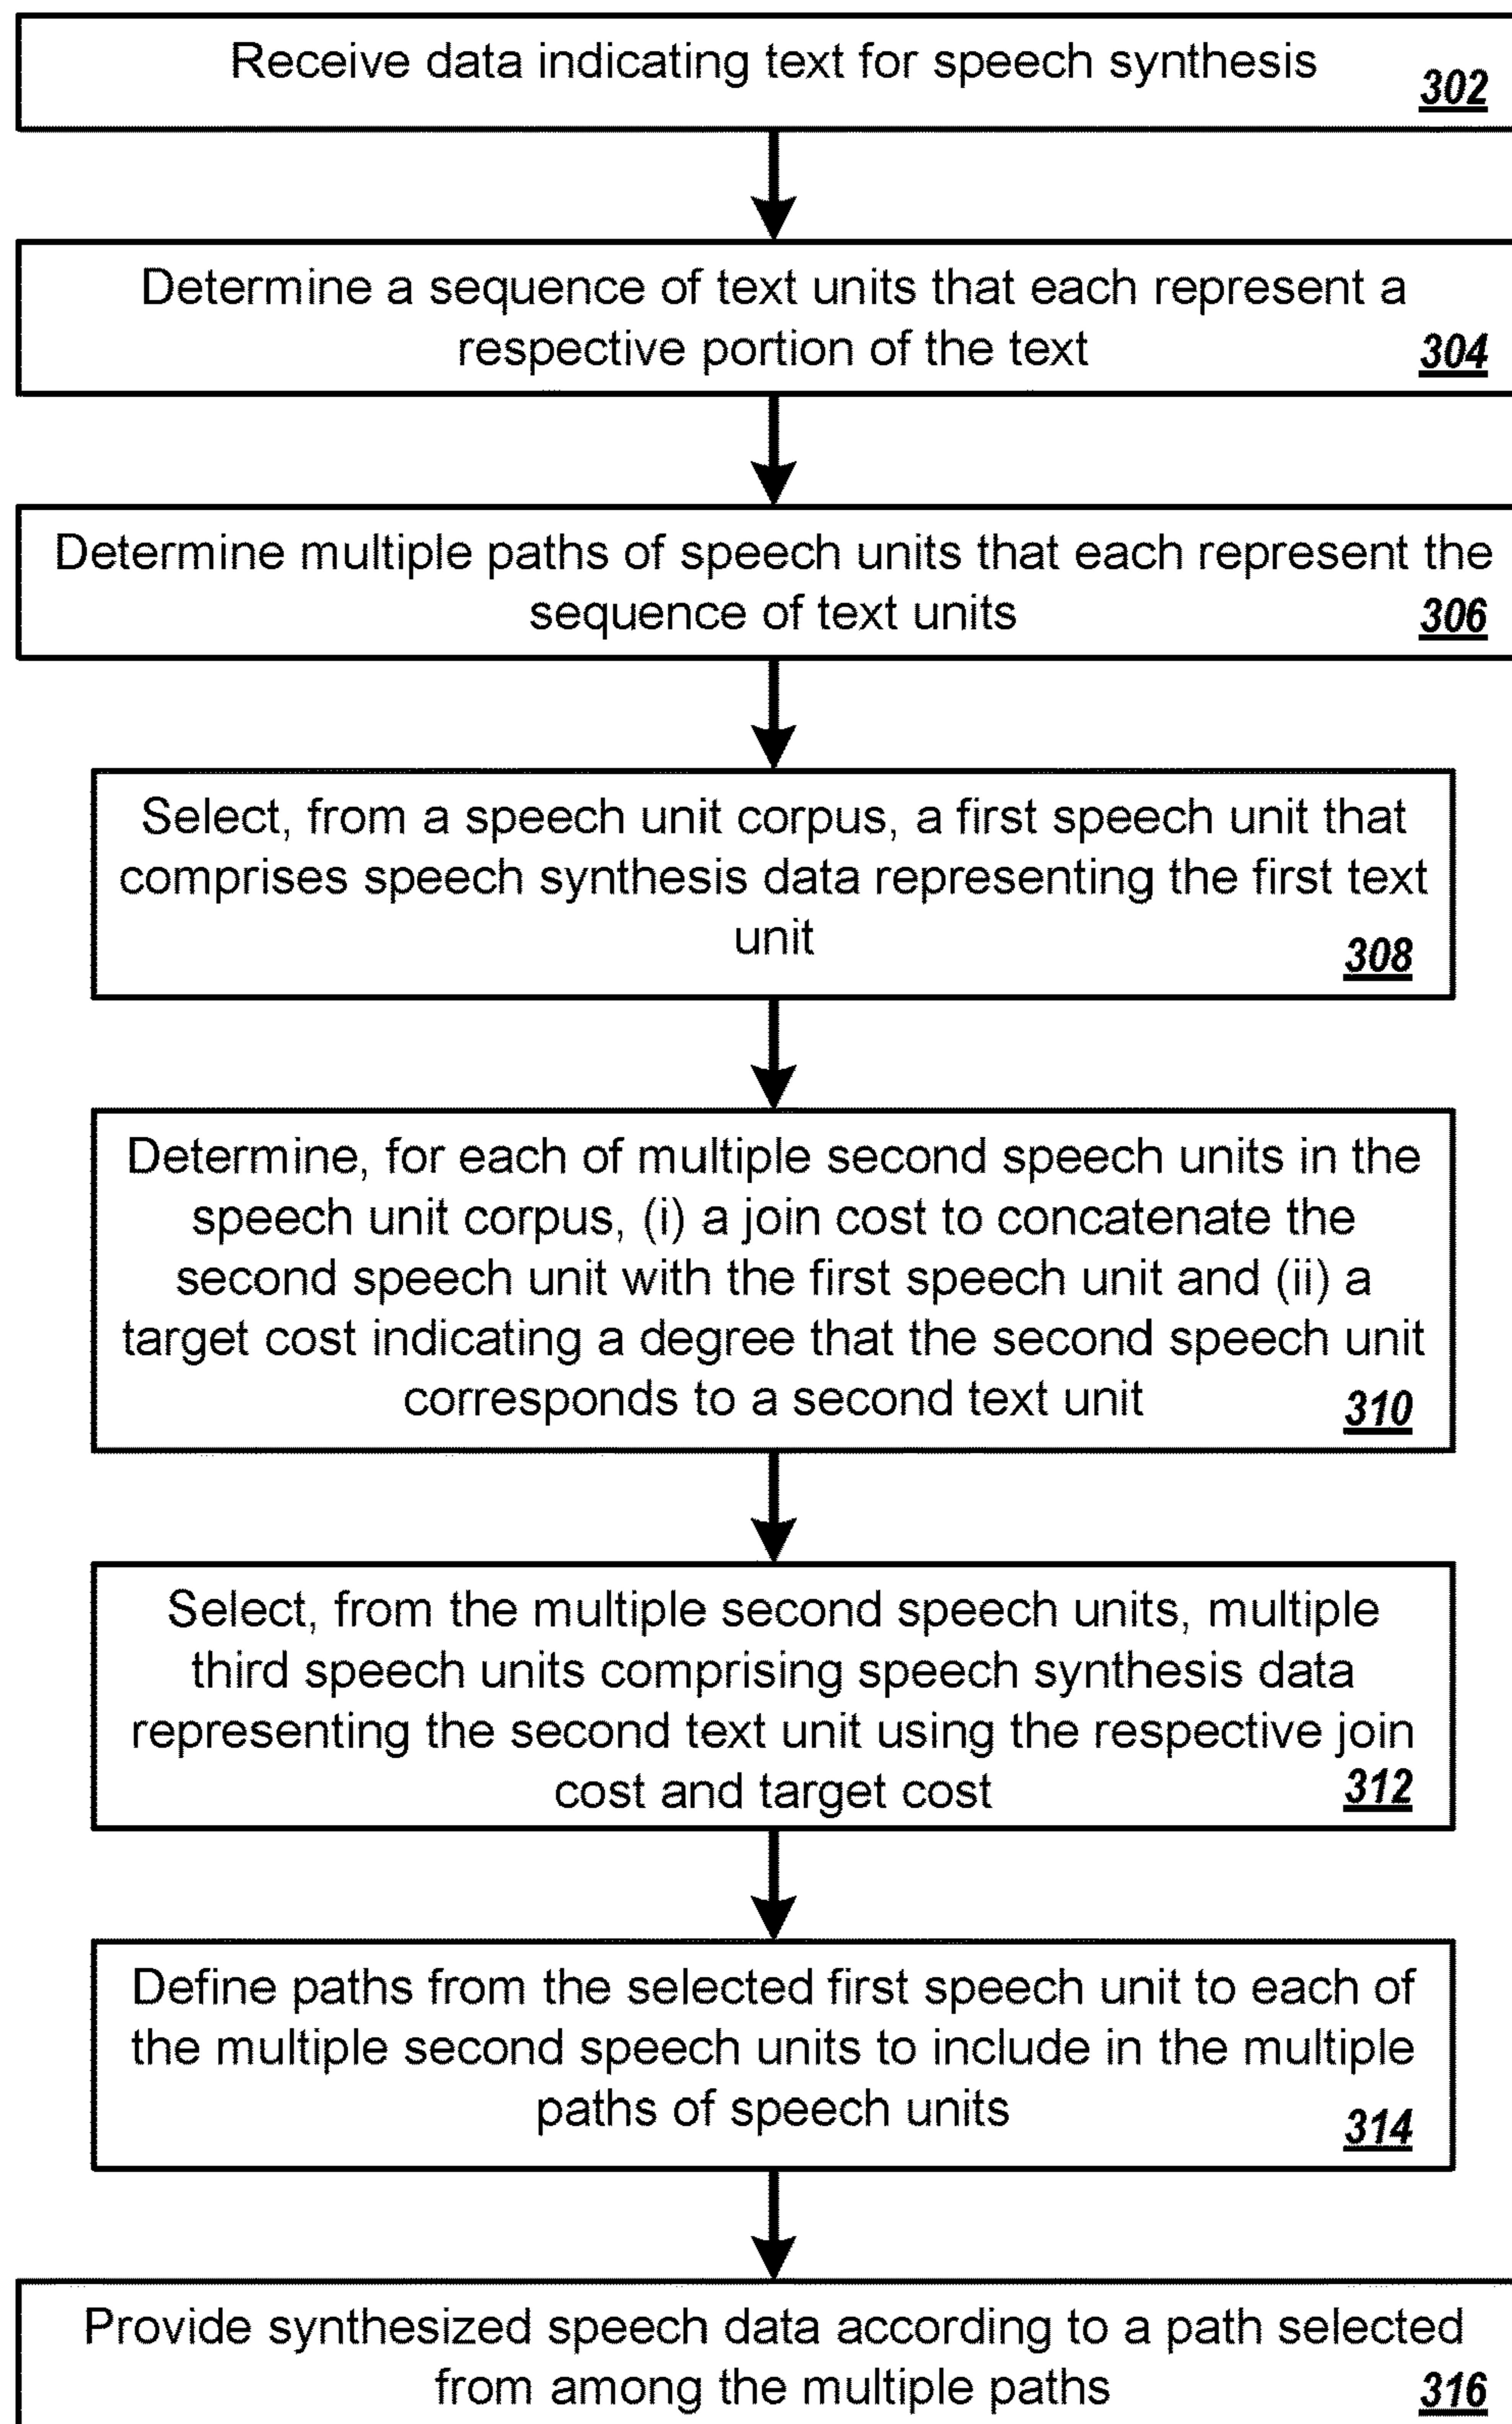 Receive data indicating text for speech synthesis
302
Determine a sequence of text units that each represent a
respective portion of the text
304
Determine multiple paths of speech units that each represent the
sequence of text units
306
Select, from a speech unit corpus, a first speech unit that
comprises speech synthesis data representing the first text
unit
308
Determine, for each of multiple second speech units in the
speech unit corpus, (i) a join cost to concatenate the
second speech unit with the first speech unit and (ii) a
target cost indicating a degree that the second speech unit
corresponds to a second text unit
310
Select, from the multiple second speech units, multiple
third speech units comprising speech synthesis data
representing the second text unit using the respective join
cost and target cost
312
Define paths from the selected first speech unit to each of
the multiple second speech units to include in the multiple
paths of speech units
314
Provide synthesized speech data according to a path selected
from among the multiple paths
316